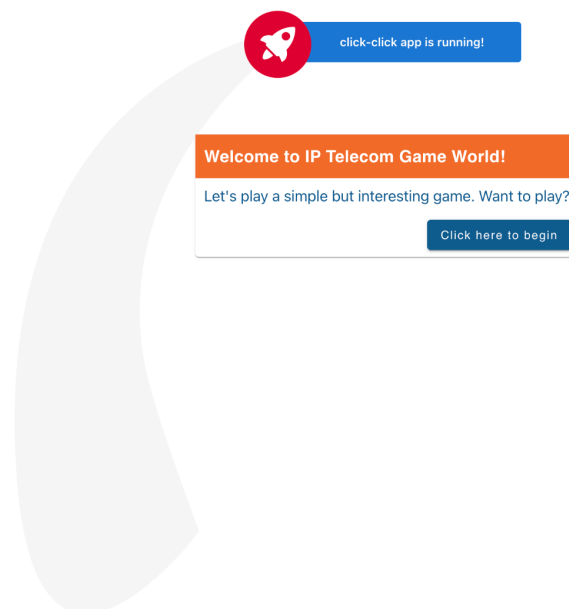 click-click app is running!
Welcome to IP Telecom Game World!
Let's play a simple but interesting game. Want to play?
Click here to begin